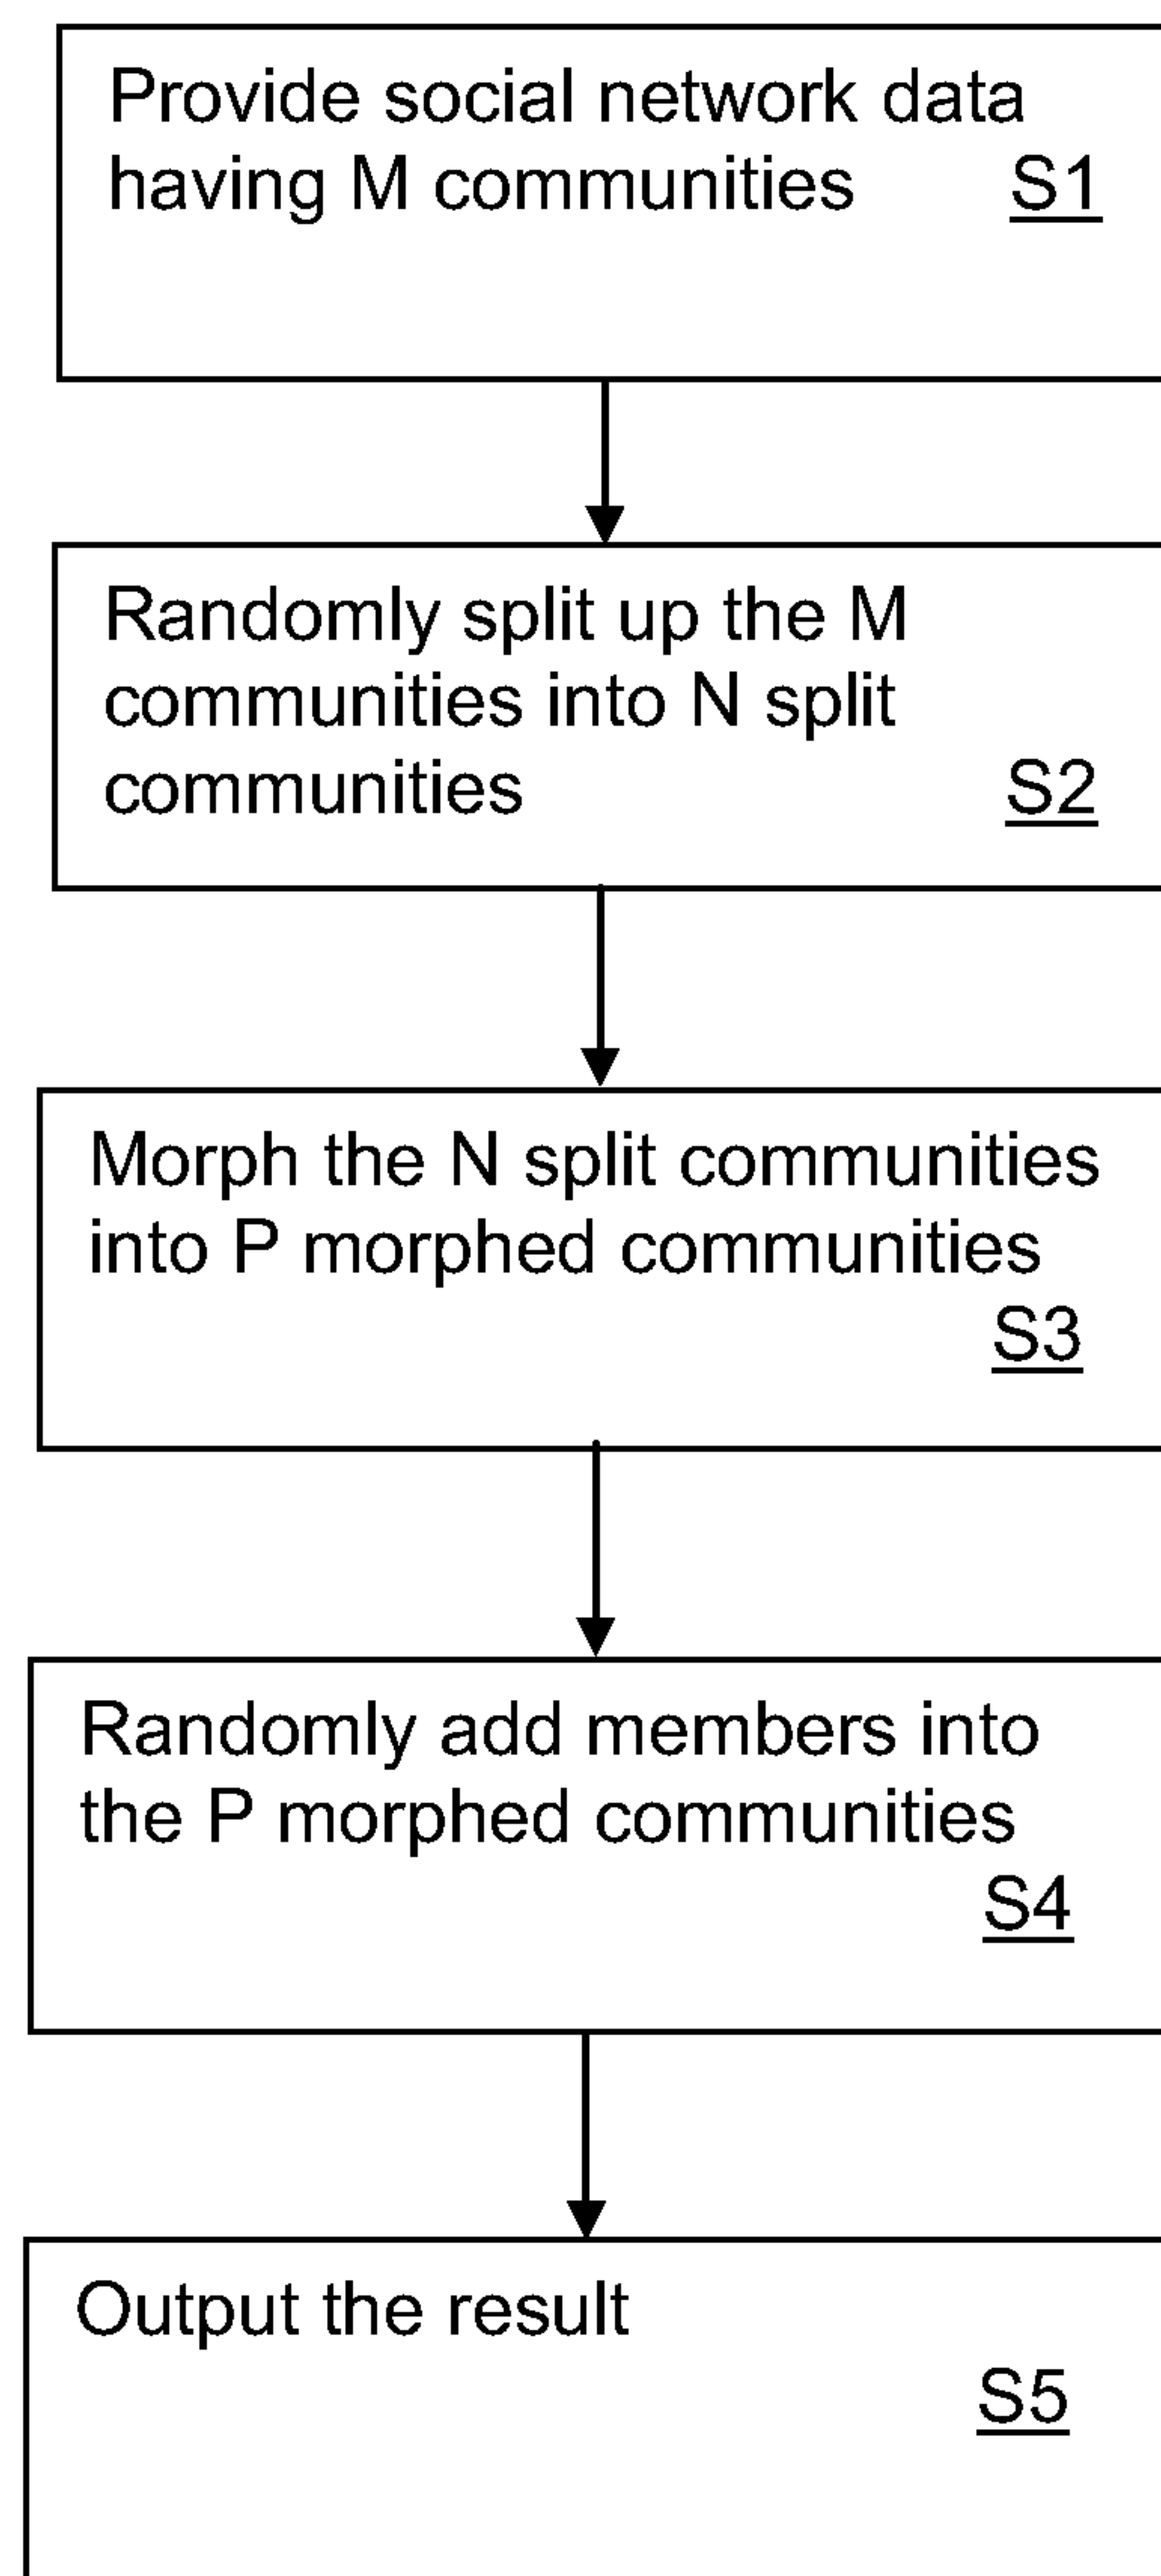 Provide social network data
having M communities S1
Randomly split up the M
communities into N split
communities S2
Morph the N split communities
into P morphed communities
S3
Randomly add members into
the P morphed communities
S4
Output the result
S5